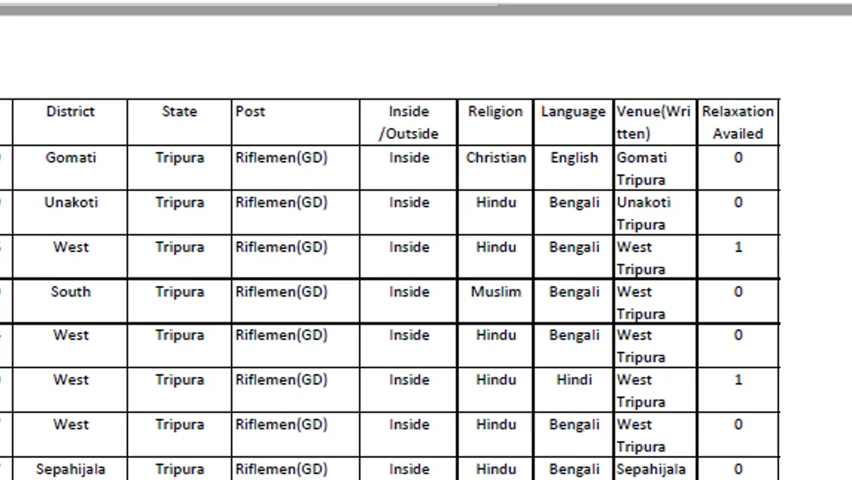 District State Post Inside Religion Language Venue(Wri Relaxation
/Outside tten) Availed
Gomati Tripura Riflemen(GD) Inside Christian English Gomati 0
Tripura
Unakoti Tripura Riflemen(GD) Inside Hindu Bengali Unakoti 0
Tripura
West Tripura Riflemen(GD) Inside Hindu Bengali West 1
Tripura
South Tripura Riflemen(GD) Inside Muslim Bengali West 0
Tripura
West Tripura Riflemen(GD) Inside Hindu Bengali West 0
Tripura
West Tripura Riflemen(GD) Inside Hindu Hindi West 1
Tripura
West Tripura Riflemen(GD) Inside Hindu Bengali West 0
Tripura
Sepahijala Tripura Riflemen(GD) Inside Hindu Bengali Sepahijala 0